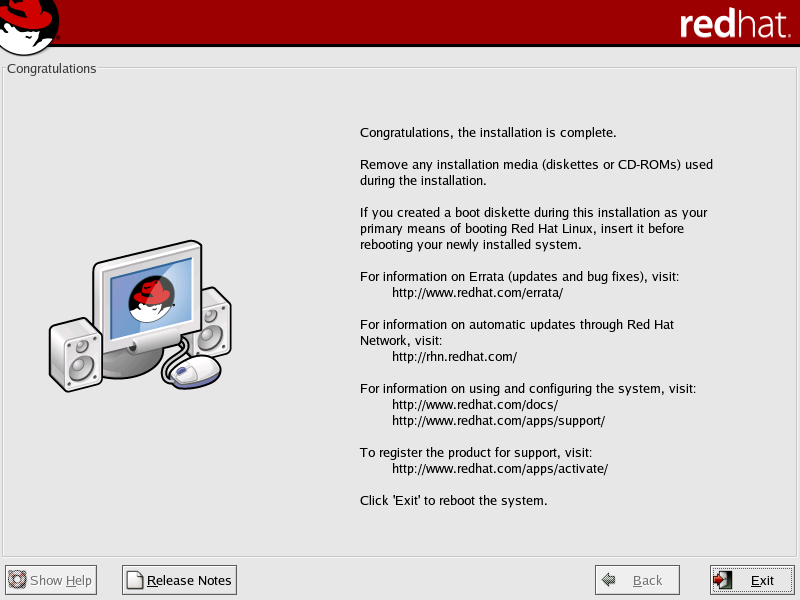 redhat.
Congratulations
Congratulations, the installation is complete.
Remove any installation media (diskettes or CD-ROMs) used
during the installation.
If you created a boot diskette during this installation as your
primary means of booting Red Hat Linux, insert it before
rebooting your newly installed system.
For information on Errata (updates and bug fixes), visit:
http://www.redhat.com/errata/
For information on automatic updates through Red Hat
Network, visit:
http://rhn.redhat.com/
For information on using and configuring the system, visit:
http://www.redhat.com/docs/
http://www.redhat.com/apps/support/
To register the product for support, visit:
http://www.redhat.com/apps/activate/
Click 'Exit' to reboot the system.
Show Help
Release Notes
Back
Exit